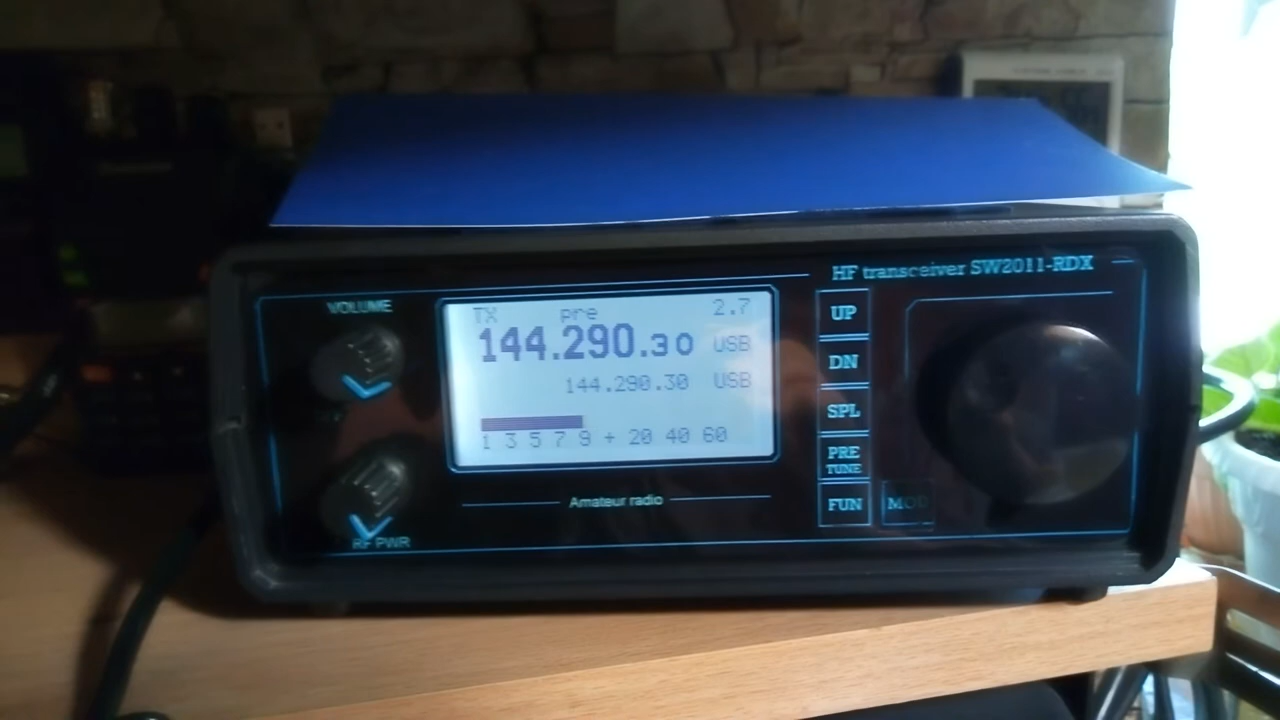 HF transceiver SW2011-RDX
VOLUME
TX pre 2.7
144.290.30 USB
144.290.30 USB
1 3 5 7 9 + 20 40 60
UP
DN
SPL
PRE
TUNE
FUN
Amateur radio
RF PWR